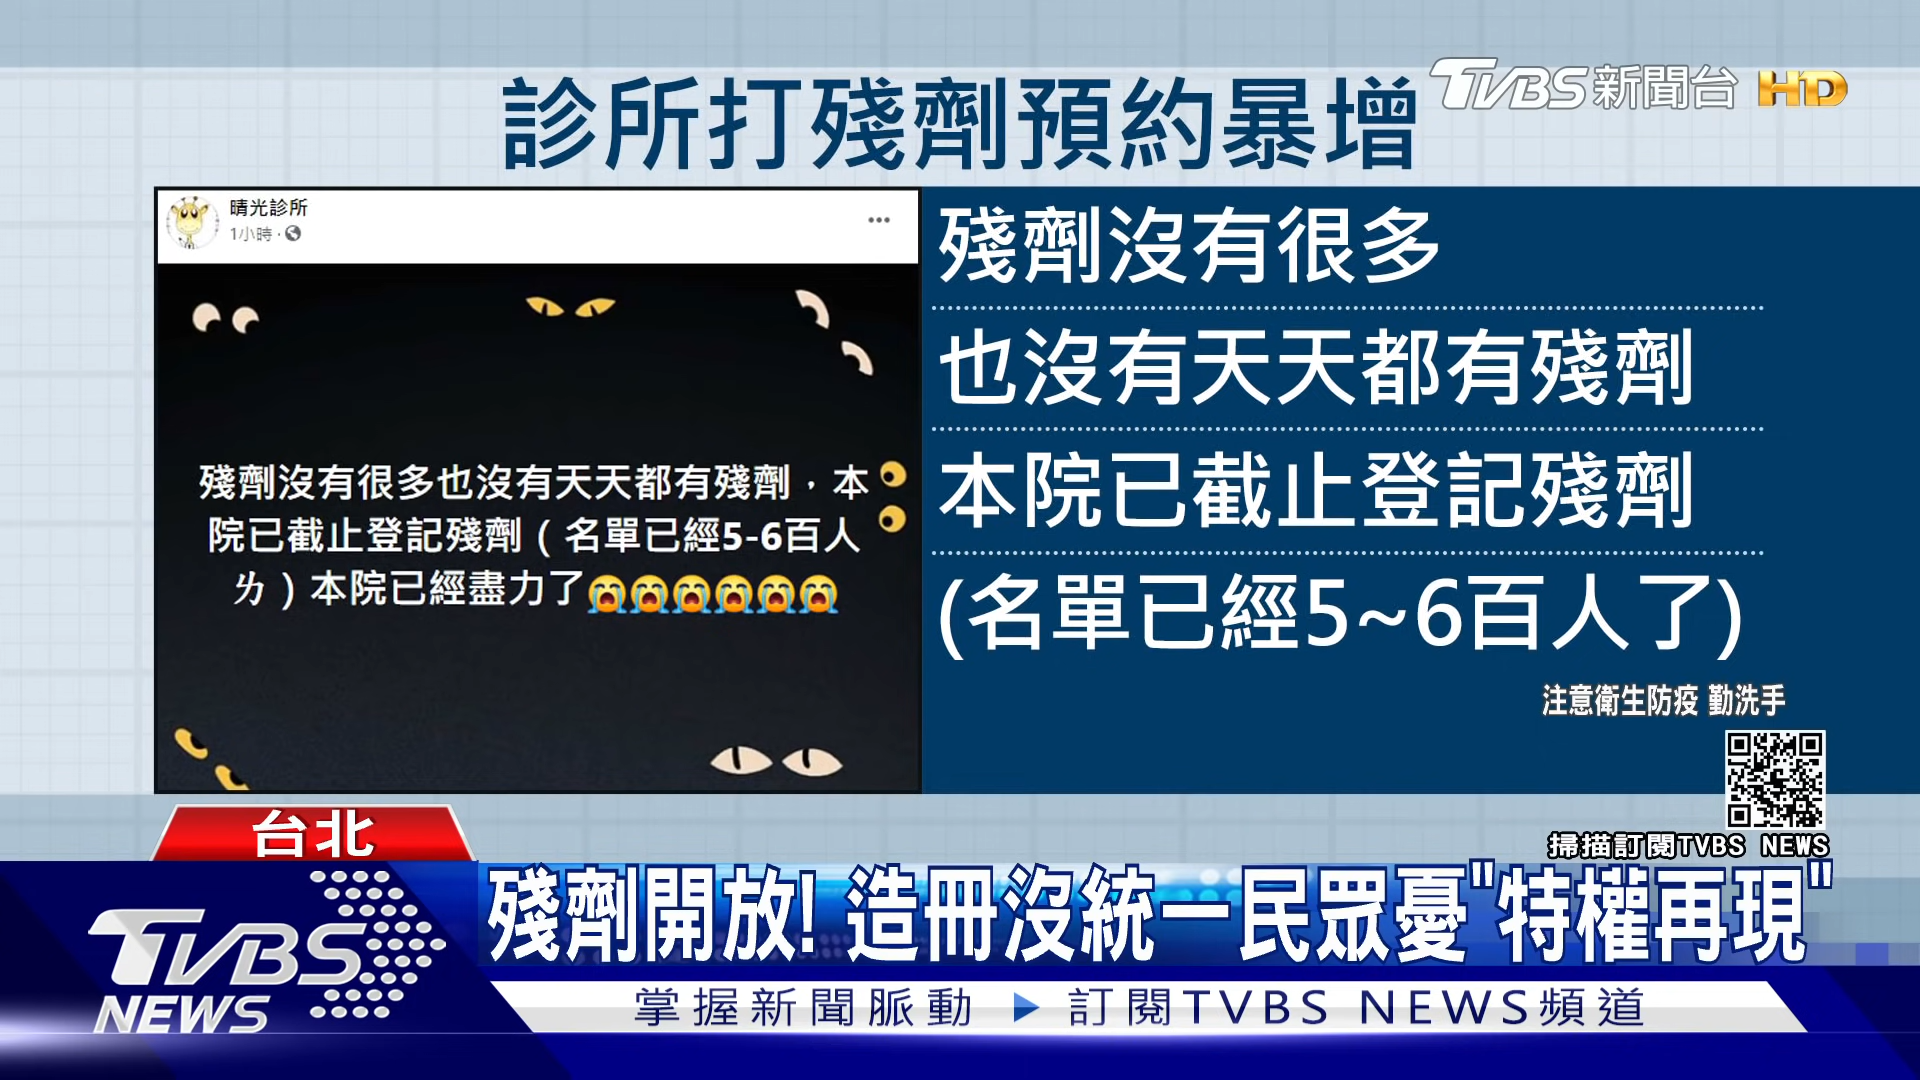 診所打殘劑預約暴增
TVBS新聞台 HD
晴光診所
1小時
殘劑沒有很多也沒有天天都有殘劑，本
院已截止登記殘劑（名單已經5-6百人
ㄌ）本院已經盡力了😭😭😭😭😭😭
殘劑沒有很多
也沒有天天都有殘劑
本院已截止登記殘劑
(名單已經5~6百人了)
注意衛生防疫 勤洗手
掃描訂閱TVBS NEWS
台北
殘劑開放! 造冊沒統一民眾憂"特權再現"
TVBS
NEWS
掌握新聞脈動 ▶ 訂閱TVBS NEWS頻道